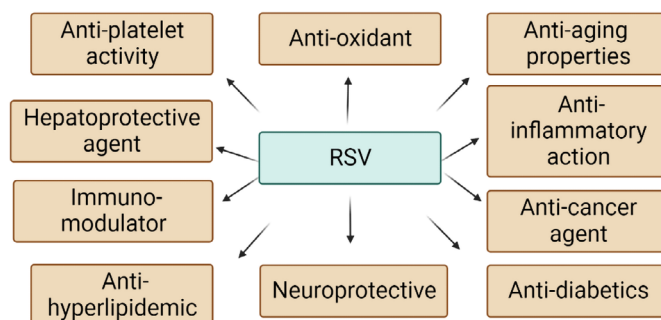 Anti-platelet
activity
Anti-oxidant
Anti-aging
properties
Hepatoprotective
agent
Anti-
inflammatory
action
RSV
Immuno-
modulator
Anti-cancer
agent
Anti-
hyperlipidemic
Neuroprotective
Anti-diabetics